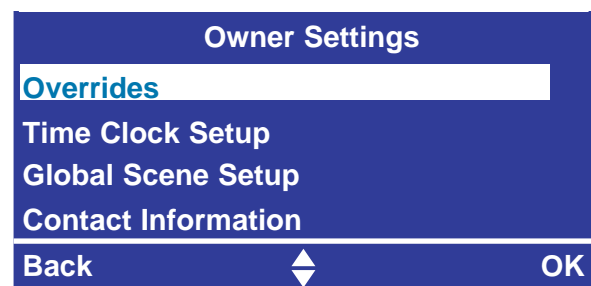 Owner Settings
Overrides
Time Clock Setup
Global Scene Setup
Contact Information
Back OK